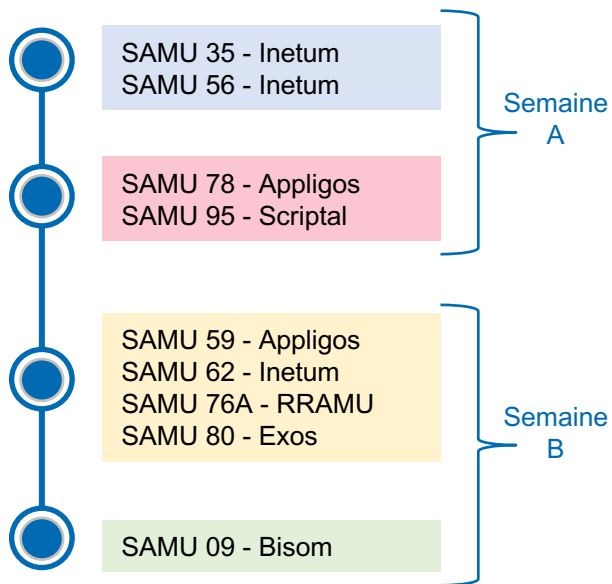 SAMU 35 - Inetum
SAMU 56 - Inetum
Semaine
A
SAMU 78 - Appligos
SAMU 95 - Scriptal
SAMU 59 - Appligos
SAMU 62 - Inetum
SAMU 76A - RRAMU
SAMU 80 - Exos
Semaine
B
SAMU 09 - Bisom